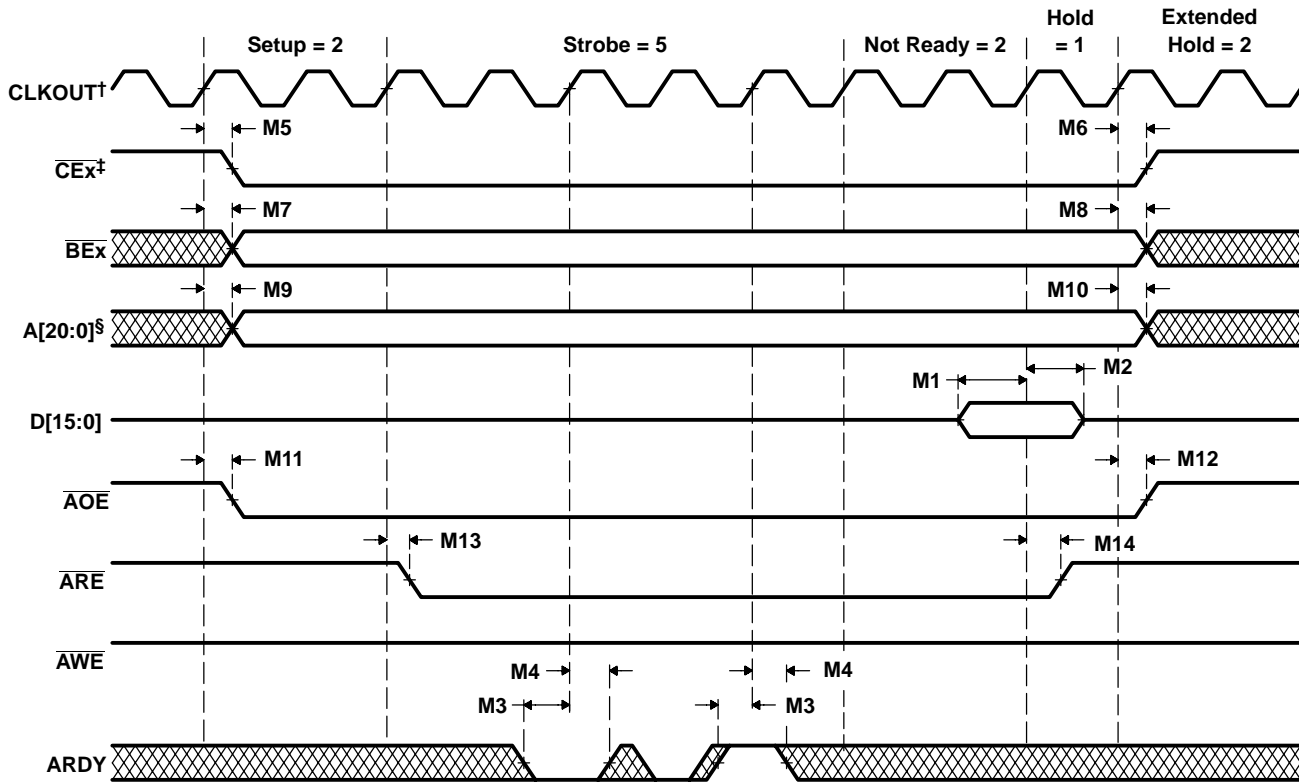 Setup = 2
Strobe = 5
Not Ready = 2
Hold
= 1
Extended
Hold = 2
CLKOUT†
M5
M6
CEx‡
M7
M8
BEx
M9
M10
A[20:0]§
M1
M2
D[15:0]
M11
M12
AOE
M13
M14
ARE
AWE
M4
M4
M3
M3
ARDY